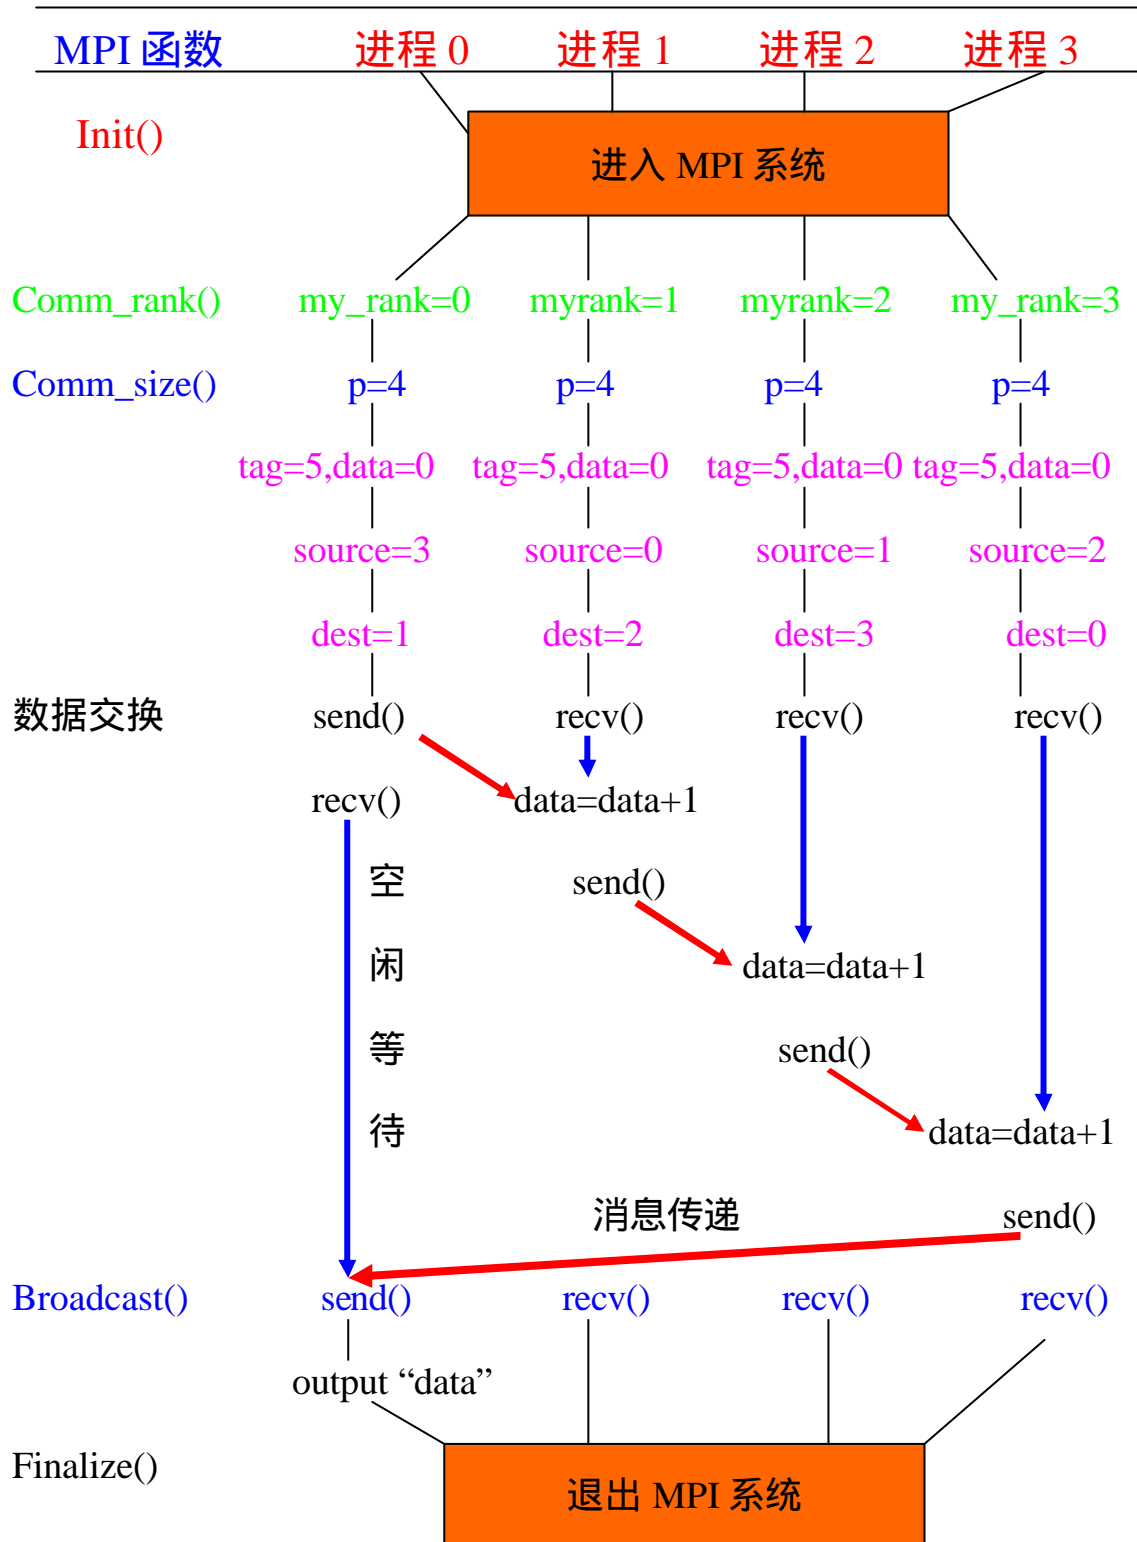 MPI 函数 进程 0 进程 1 进程 2 进程 3
Init()
进入 MPI 系统
Comm_rank() my_rank=0 myrank=1 myrank=2 my_rank=3
Comm_size() p=4 p=4 p=4 p=4
tag=5,data=0 tag=5,data=0 tag=5,data=0 tag=5,data=0
source=3 source=0 source=1 source=2
dest=1 dest=2 dest=3 dest=0
数据交换 send() recv() recv() recv()
recv() data=data+1
空 send()
闲 data=data+1
等 send()
待 data=data+1
消息传递 send()
Broadcast() send() recv() recv() recv()
output “data”
Finalize() 退出 MPI 系统